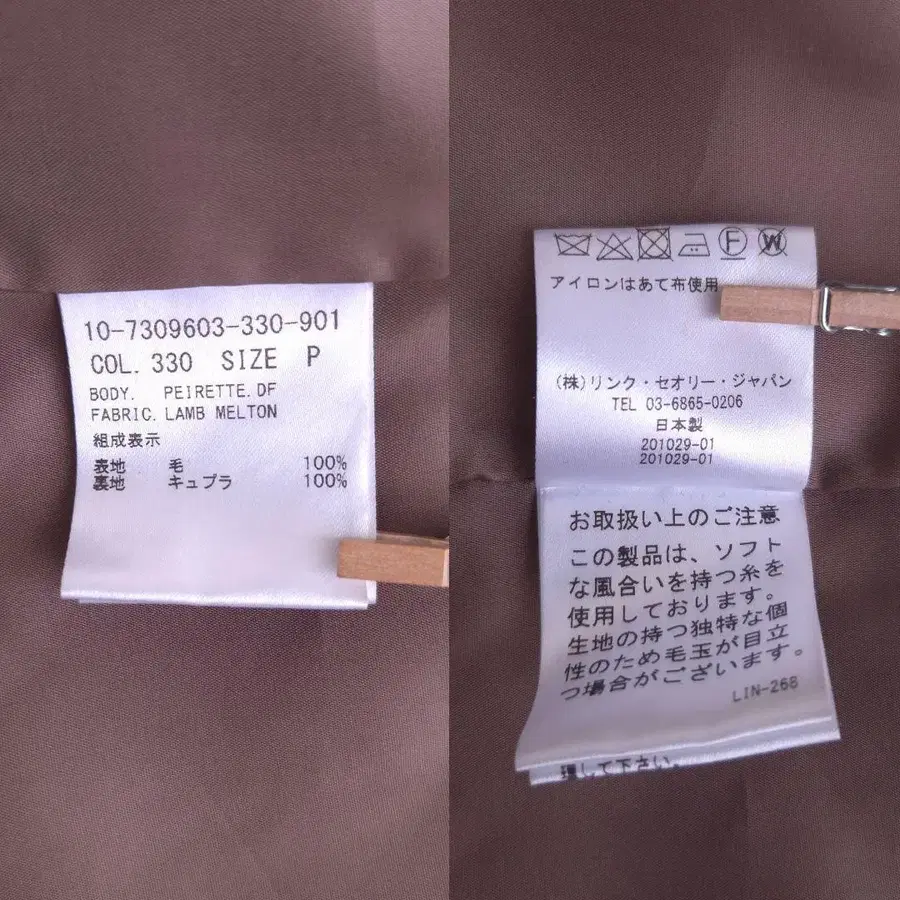 10-7309603-330-901
COL. 330 SIZE P
BODY. PEIRETTE.DF
FABRIC. LAMB MELTON
組成表示
表地 毛 100%
裏地 キュプラ 100%
F
W
アイロンはあて布使用
(株)リンク・セオリー・ジャパン
TEL 03-6865-0206
日本製
201029-01
201029-01
お取扱い上のご注意
この製品は、ソフト
な風合いを持つ糸を
使用しております。
生地の持つ独特な個
性のため毛玉が目立
つ場合がございます。
LIN-268
して下さい。